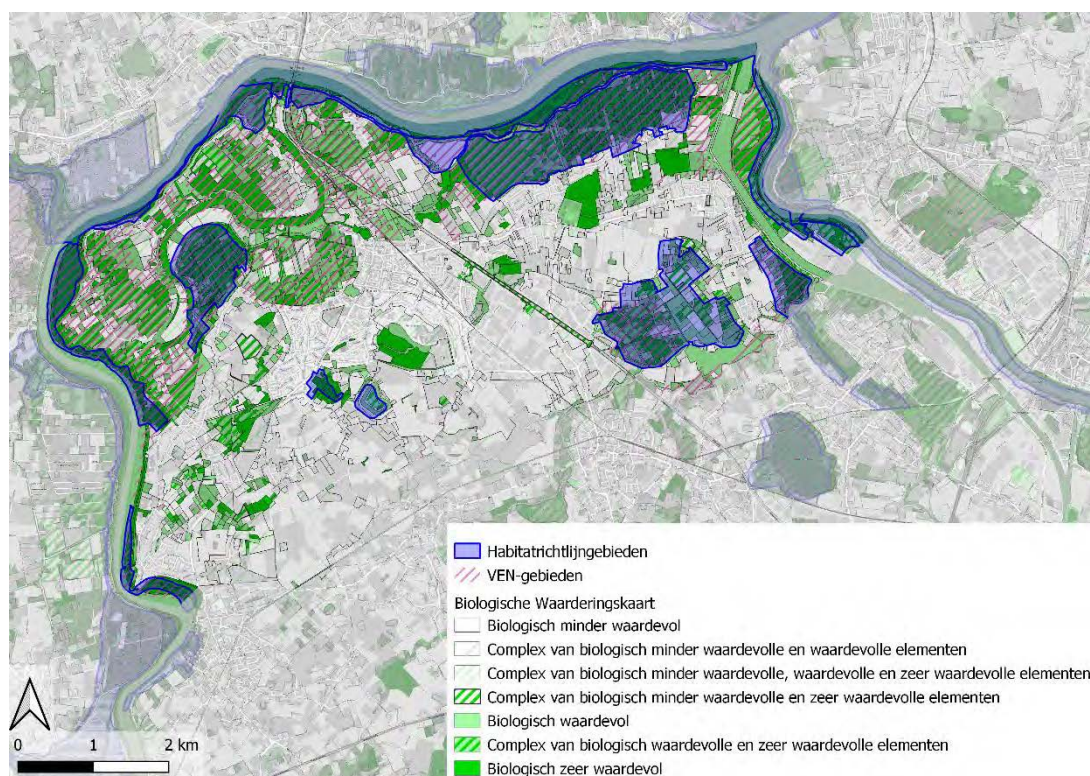 Habitatrichtlijngebieden
VEN-gebieden
Biologische Waarderingskaart
Biologisch minder waardevol
Complex van biologisch minder waardevolle en waardevolle elementen
Complex van biologisch minder waardevolle, waardevolle en zeer waardevolle elementen
Complex van biologisch minder waardevolle en zeer waardevolle elementen
Biologisch waardevol
Complex van biologisch waardevolle en zeer waardevolle elementen
Biologisch zeer waardevol
0 1 2 km